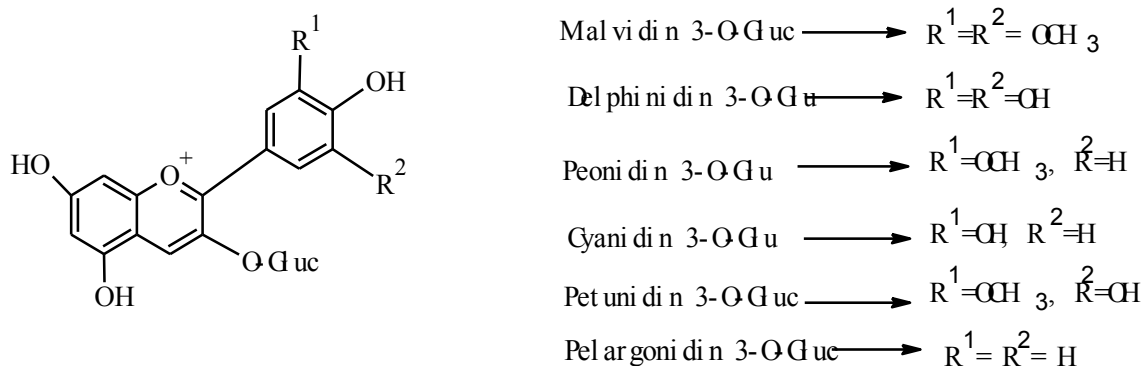 R1
OH
HO
O+
R2
O-Gluc
OH
Malvidin 3-O-Gluc R1=R2= OCH3
Delphinidin 3-O-Glu R1=R2=OH
Peonidin 3-O-Glu R1=OCH3, R2=H
Cyanidin 3-O-Glu R1=OH, R2=H
Petunidin 3-O-Gluc R1=OCH3, R2=OH
Pelargonidin 3-O-Gluc R1= R2= H